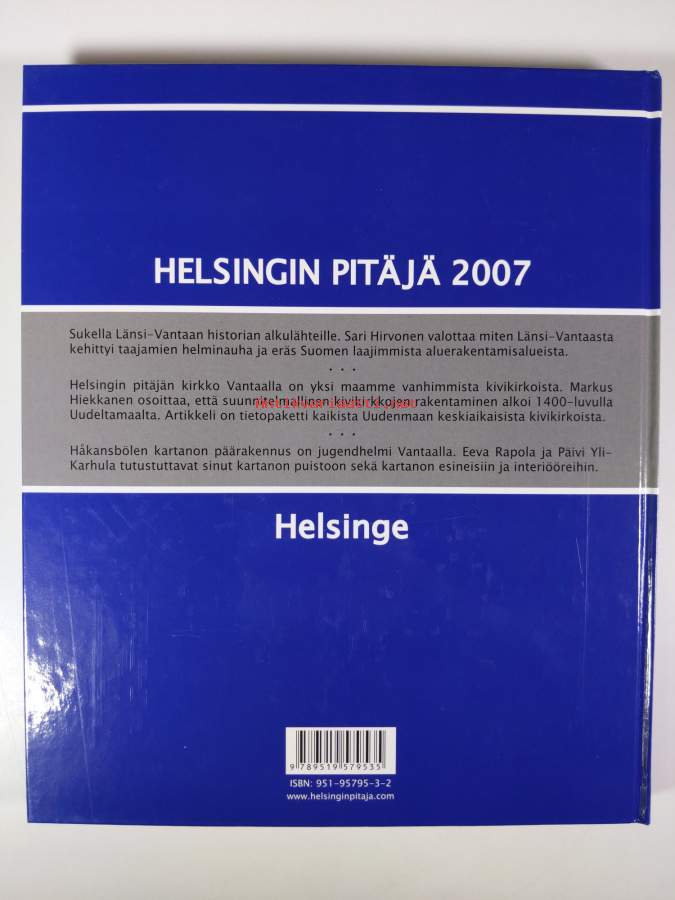 HELSINGIN PITÄJÄ 2007
Sukella Länsi-Vantaan historian alkulähteille. Sari Hirvonen valottaa miten Länsi-Vantaasta
kehittyi taajamien helminauha ja eräs Suomen laajimmista aluerakentamisalueista.
. . .
Helsingin pitäjän kirkko Vantaalla on yksi maamme vanhimmista kivikirkoista. Markus
Hiekkanen osoittaa, että suunnitelmallinen kivikirkkojen rakentaminen alkoi 1400-luvulla
Uudeltamaalta. Artikkeli on tietopaketti kaikista Uudenmaan keskiaikaisista kivikirkoista.
. . .
Håkansbölen kartanon päärakennus on jugendhelmi Vantaalla. Eeva Rapola ja Päivi Yli-
Karhula tutustuttavat sinut kartanon puistoon sekä kartanon esineisiin ja interiööreihin.
Helsinge
9 789519 579535
ISBN: 951-95795-3-2
www.helsinginpitaja.com